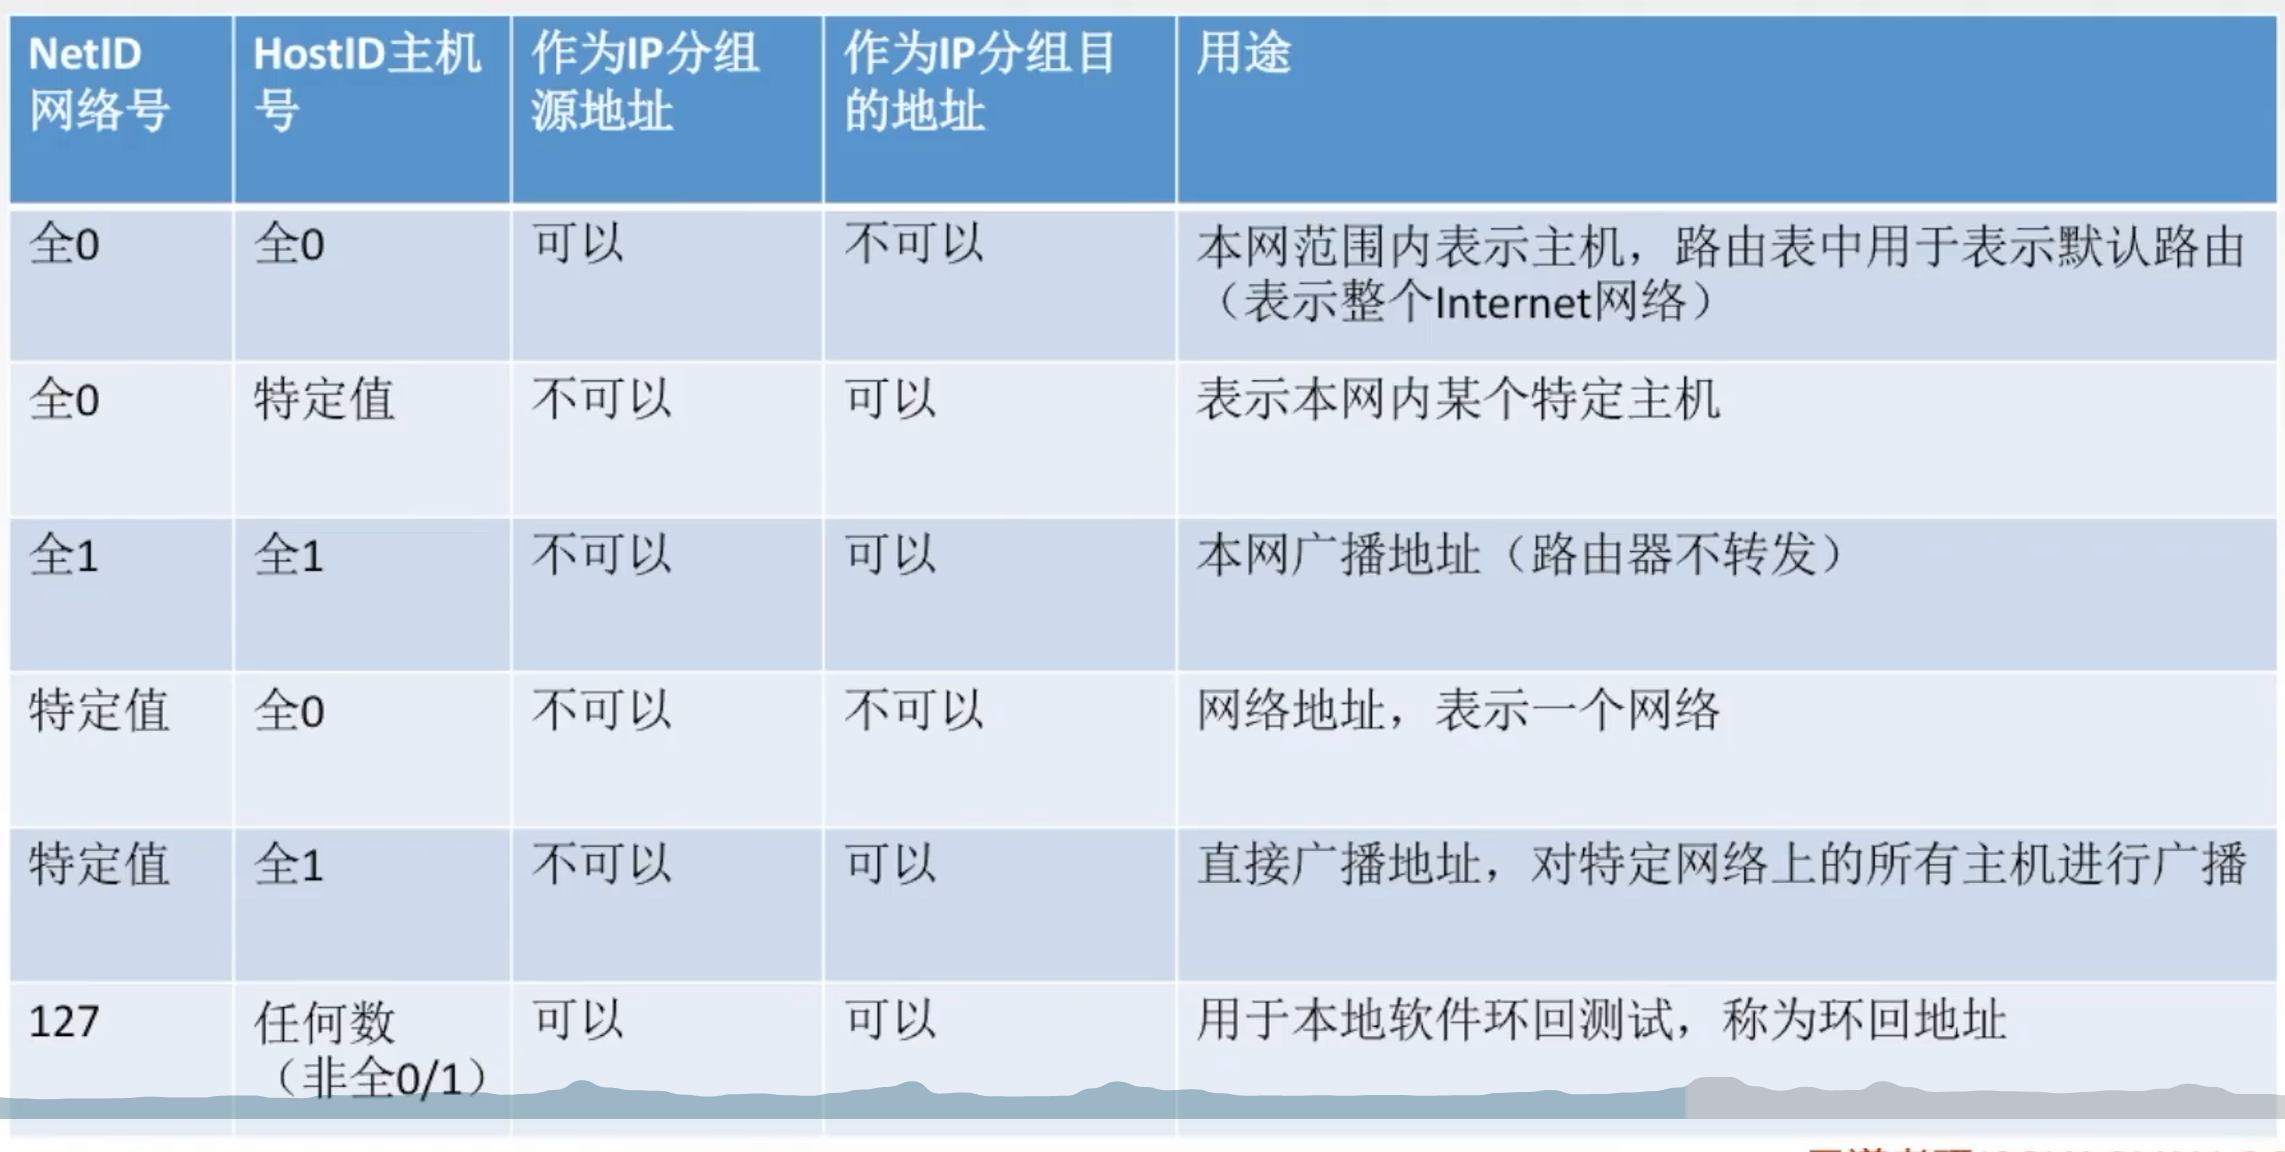 NetID
网络号
HostID主机
号
作为IP分组
源地址
作为IP分组目
的地址
用途
全0
全0
可以
不可以
本网范围内表示主机，路由表中用于表示默认路由
（表示整个Internet网络）
全0
特定值
不可以
可以
表示本网内某个特定主机
全1
全1
不可以
可以
本网广播地址（路由器不转发）
特定值
全0
不可以
不可以
网络地址，表示一个网络
特定值
全1
不可以
可以
直接广播地址，对特定网络上的所有主机进行广播
127
任何数
（非全0/1）
可以
可以
用于本地软件环回测试，称为环回地址